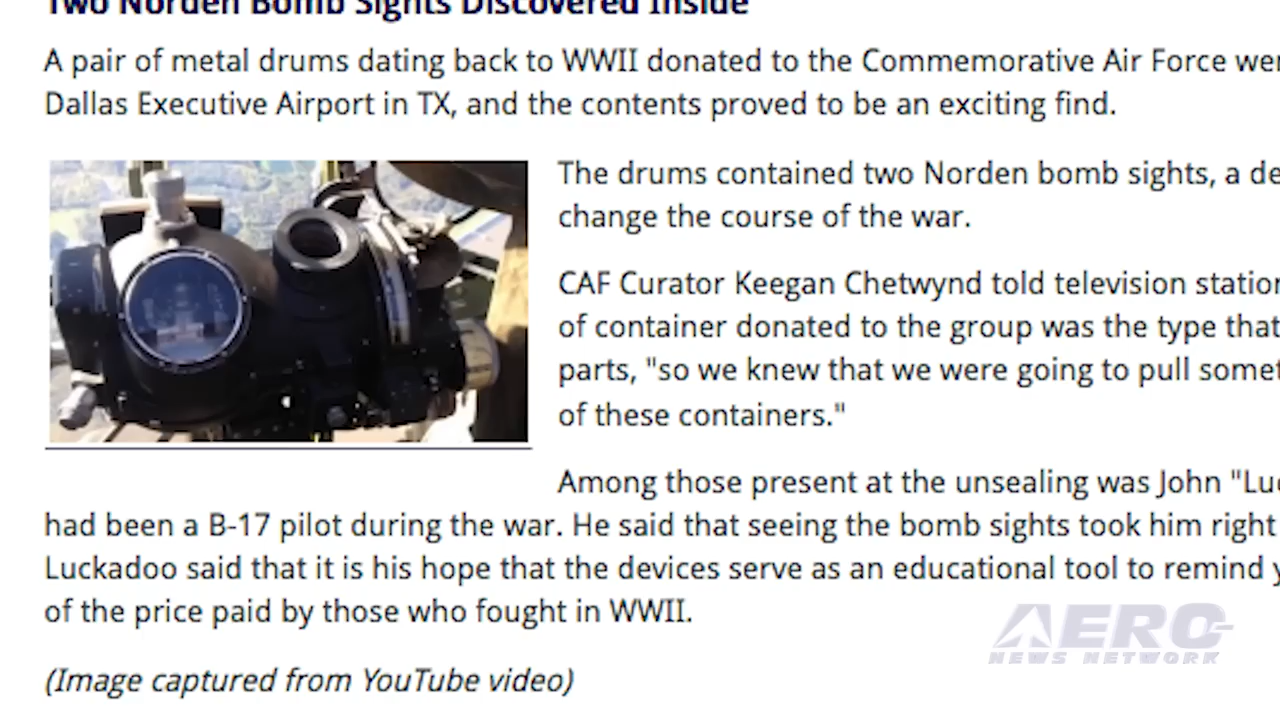 Two Norden Bomb Sights Discovered Inside
A pair of metal drums dating back to WWII donated to the Commemorative Air Force
Dallas Executive Airport in TX, and the contents proved to be an exciting find.
The drums contained two Norden bomb sights, a
change the course of the war.
CAF Curator Keegan Chetwynd told television
of container donated to the group was the type that
parts, "so we knew that we were going to pull
of these containers."
Among those present at the unsealing was John
had been a B-17 pilot during the war. He said that seeing the bomb sights took him right
Luckadoo said that it is his hope that the devices serve as an educational tool to remind
of the price paid by those who fought in WWII.
(Image captured from YouTube video)
AERO
NEWS NETWORK